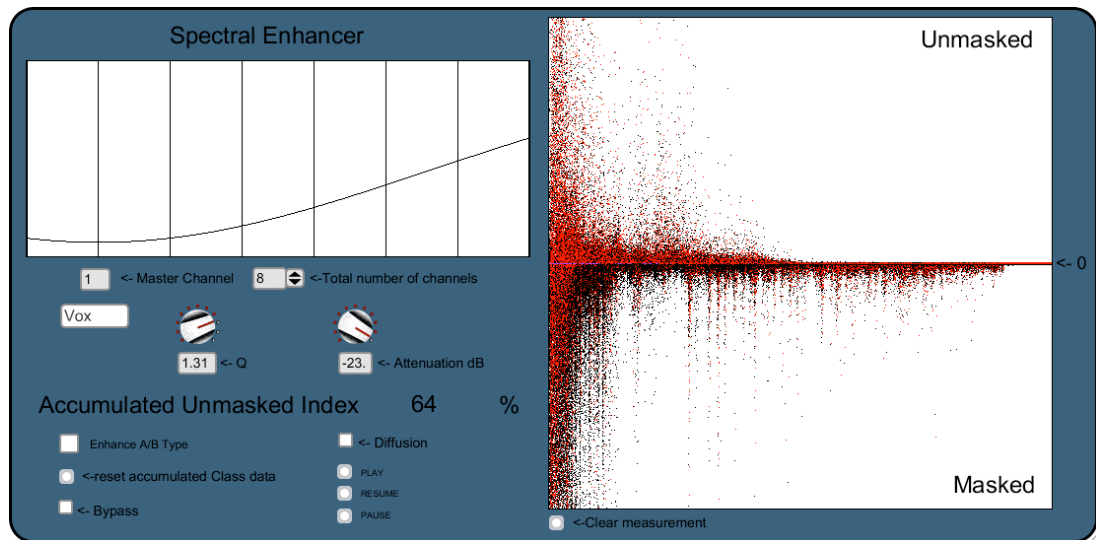 Spectral Enhancer
Unmasked
<- 0
1 <- Master Channel 8 <-Total number of channels
Vox
1.31 <- Q -23. <- Attenuation dB
Accumulated Unmasked Index 64 %
Enhance A/B Type
<- Diffusion
<-reset accumulated Class data
PLAY
RESUME
<- Bypass
PAUSE
Masked
<-Clear measurement